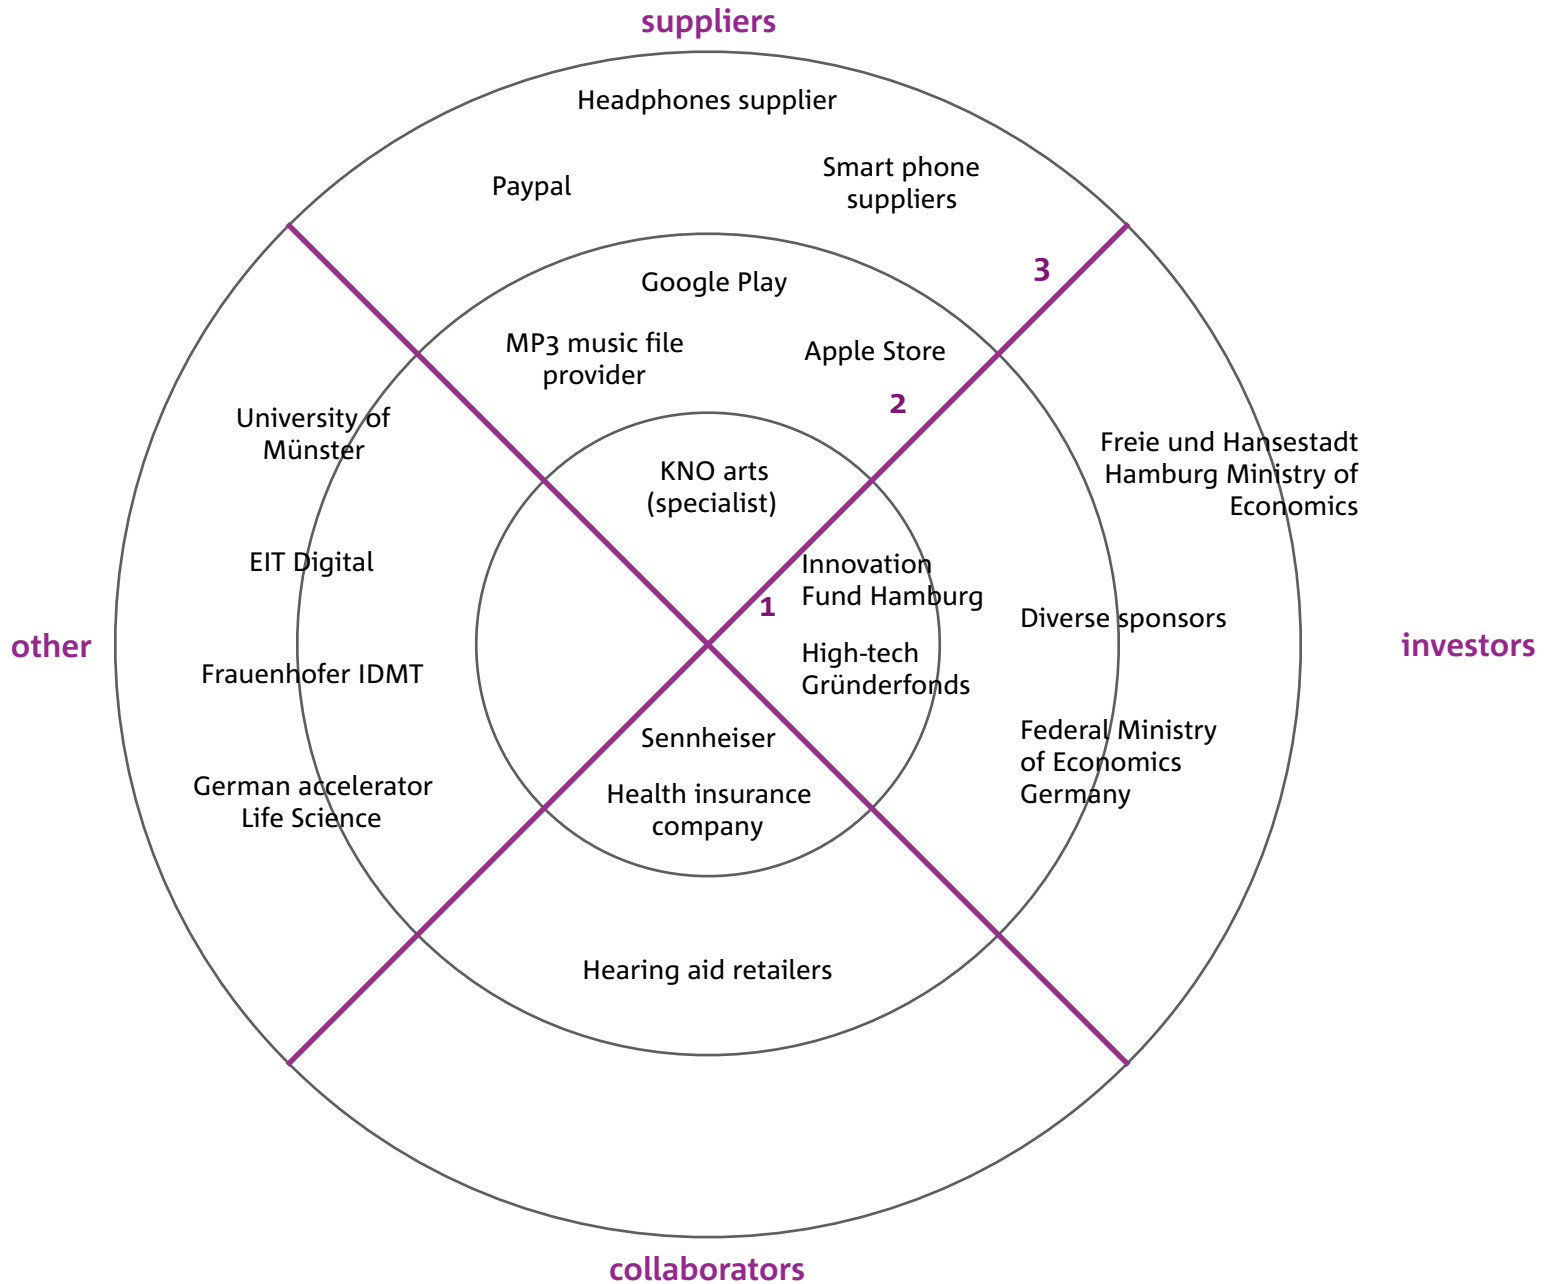 suppliers
Headphones supplier
Smart phone
suppliers
Paypal
3
Google Play
MP3 music file
provider
Apple Store
2
University of
Münster
Freie und Hansestadt
Hamburg Ministry of
Economics
KNO arts
(specialist)
EIT Digital
Innovation
Fund Hamburg
1
Diverse sponsors
other
investors
High-tech
Gründerfonds
Frauenhofer IDMT
Sennheiser
Federal Ministry
of Economics
Germany
German accelerator
Life Science
Health insurance
company
Hearing aid retailers
collaborators